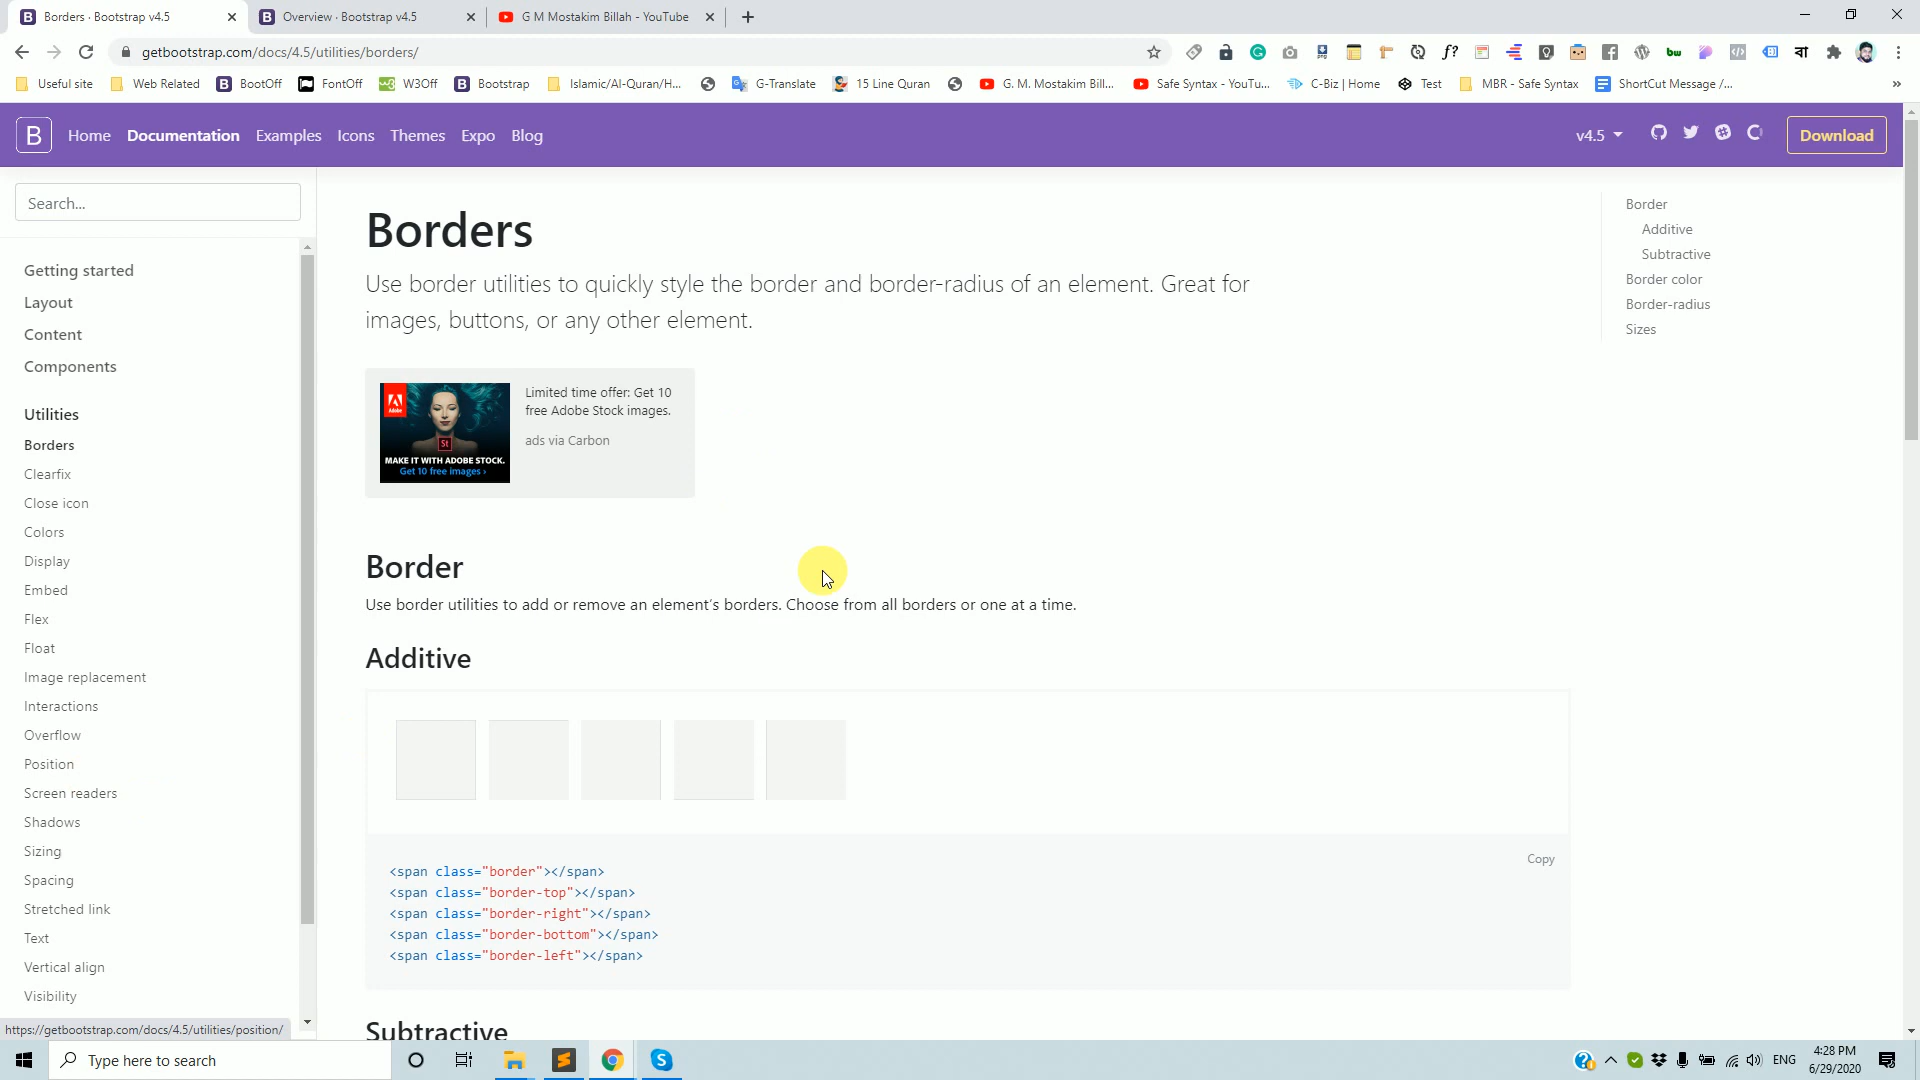 Borders · Bootstrap v4.5
Overview · Bootstrap v4.5
G M Mostakim Billah - YouTube
getbootstrap.com/docs/4.5/utilities/borders/
Useful site
Web Related
BootOff
FontOff
W3Off
Bootstrap
Islamic/Al-Quran/H...
G-Translate
15 Line Quran
G. M. Mostakim Bill...
Safe Syntax - YouTu...
C-Biz | Home
Test
MBR - Safe Syntax
ShortCut Message /...
B
Home
Documentation
Examples
Icons
Themes
Expo
Blog
v4.5
Download
Search...
Getting started
Layout
Content
Components
Utilities
Borders
Clearfix
Close icon
Colors
Display
Embed
Flex
Float
Image replacement
Interactions
Overflow
Position
Screen readers
Shadows
Sizing
Spacing
Stretched link
Text
Vertical align
Visibility
https://getbootstrap.com/docs/4.5/utilities/position/
Borders
Use border utilities to quickly style the border and border-radius of an element. Great for
images, buttons, or any other element.
Adobe
St
MAKE IT WITH ADOBE STOCK.
Get 10 free images ›
Limited time offer: Get 10
free Adobe Stock images.
ads via Carbon
Border
Use border utilities to add or remove an element’s borders. Choose from all borders or one at a time.
Additive
Copy
<span class="border"></span>
<span class="border-top"></span>
<span class="border-right"></span>
<span class="border-bottom"></span>
<span class="border-left"></span>
Subtractive
Border
Additive
Subtractive
Border color
Border-radius
Sizes
Type here to search
ENG
4:28 PM
6/29/2020